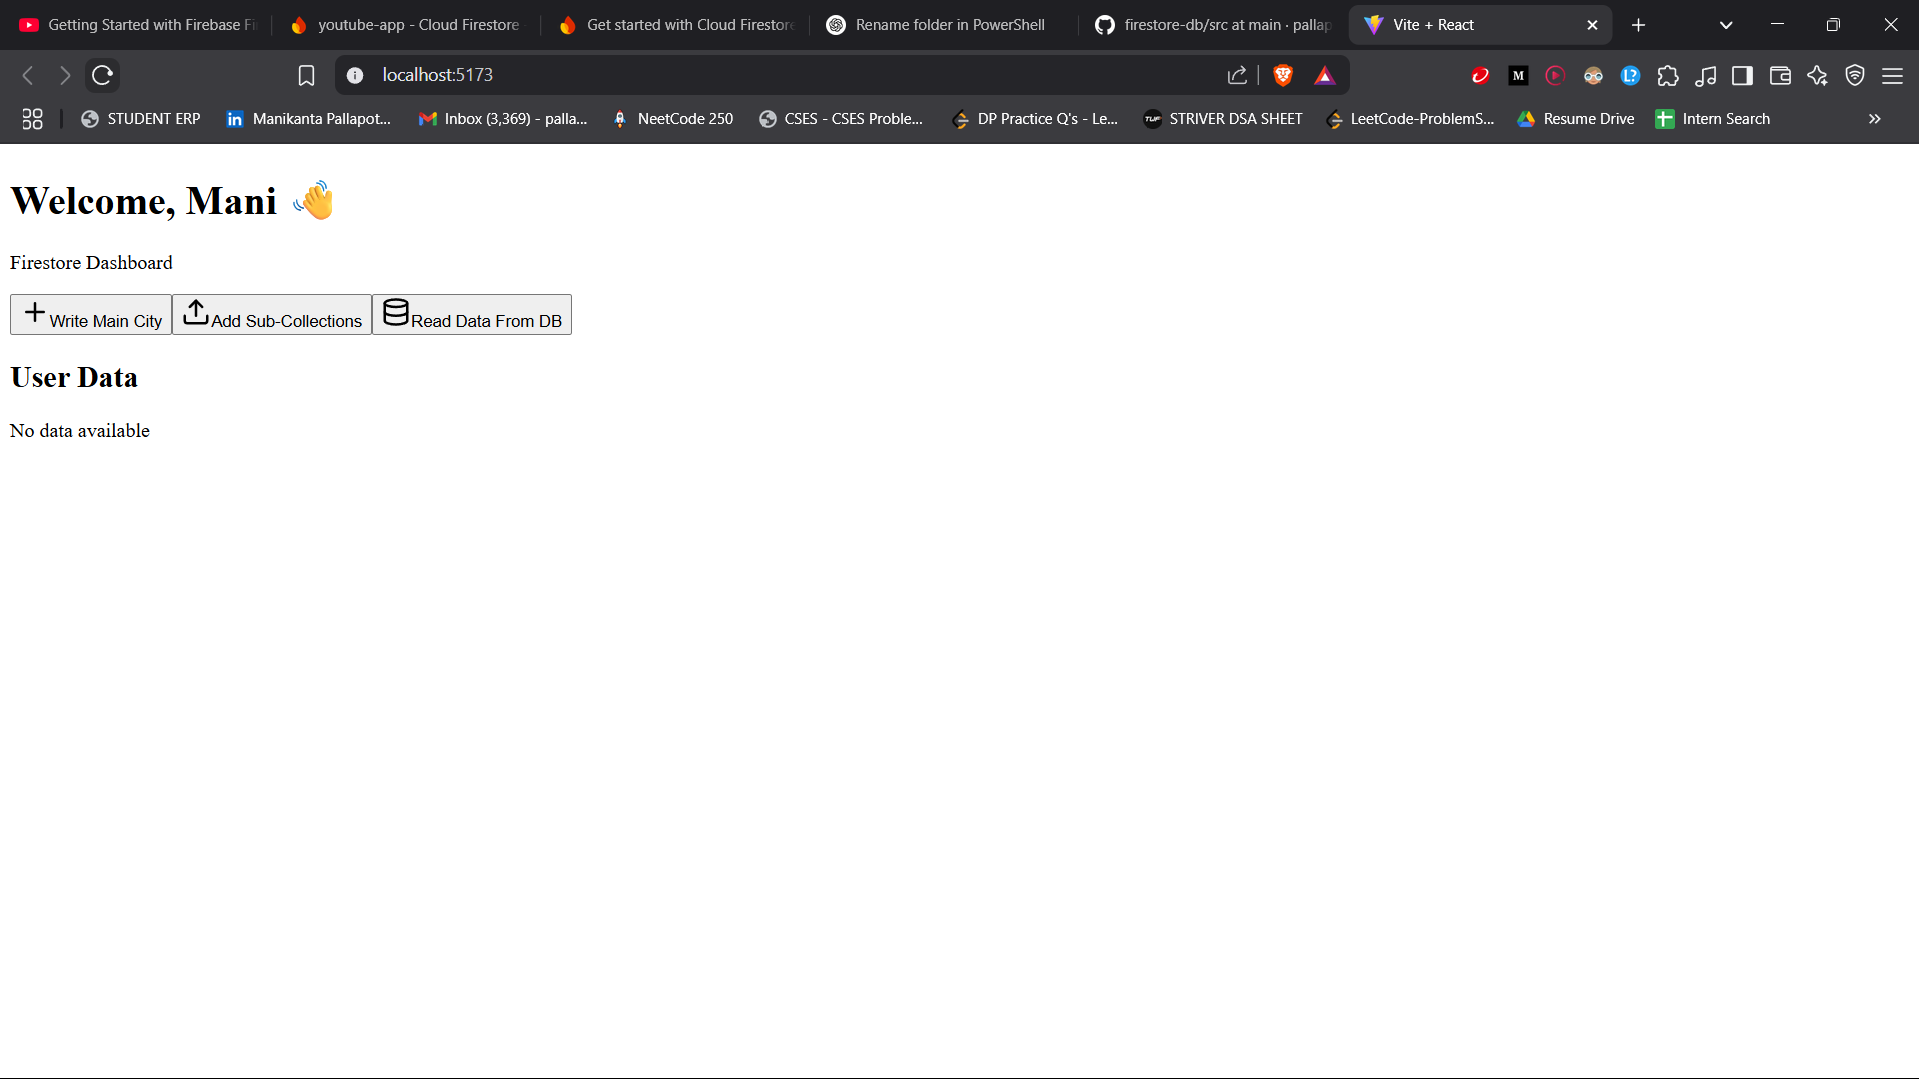 Getting Started with Firebase Fi
youtube-app - Cloud Firestore
Get started with Cloud Firestore
Rename folder in PowerShell
firestore-db/src at main · pallap
Vite + React
localhost:5173
STUDENT ERP
Manikanta Pallapot...
Inbox (3,369) - palla...
NeetCode 250
CSES - CSES Proble...
DP Practice Q's - Le...
STRIVER DSA SHEET
LeetCode-ProblemS...
Resume Drive
Intern Search
Welcome, Mani 👋
Firestore Dashboard
Write Main City
Add Sub-Collections
Read Data From DB
User Data
No data available